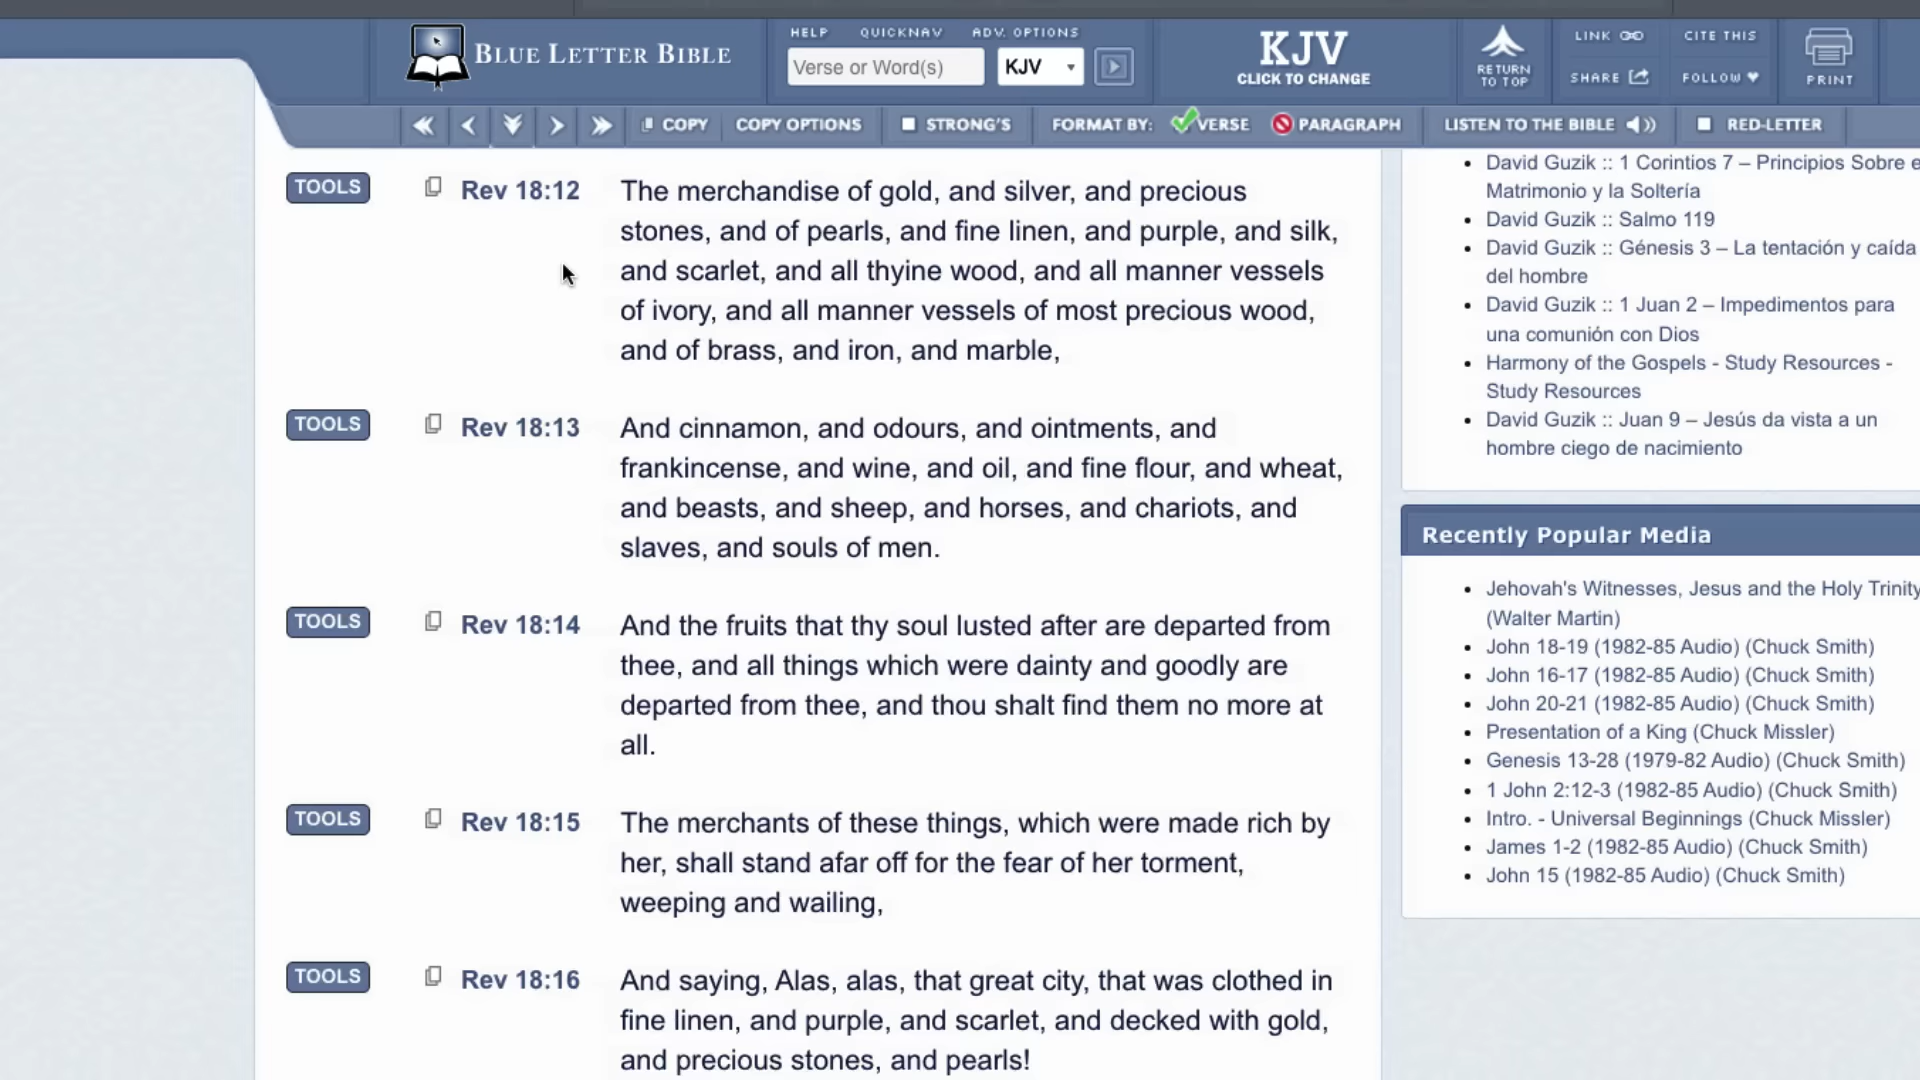 HELP QUICKNAV ADV. OPTIONS
BLUE LETTER BIBLE
Verse or Word(s)
KJV
KJV
CLICK TO CHANGE
RETURN
TO TOP
LINK
SHARE
CITE THIS
FOLLOW
PRINT
COPY COPY OPTIONS STRONG'S FORMAT BY: VERSE PARAGRAPH LISTEN TO THE BIBLE RED-LETTER
TOOLS Rev 18:12 The merchandise of gold, and silver, and precious
stones, and of pearls, and fine linen, and purple, and silk,
and scarlet, and all thyine wood, and all manner vessels
of ivory, and all manner vessels of most precious wood,
and of brass, and iron, and marble,
TOOLS Rev 18:13 And cinnamon, and odours, and ointments, and
frankincense, and wine, and oil, and fine flour, and wheat,
and beasts, and sheep, and horses, and chariots, and
slaves, and souls of men.
TOOLS Rev 18:14 And the fruits that thy soul lusted after are departed from
thee, and all things which were dainty and goodly are
departed from thee, and thou shalt find them no more at
all.
TOOLS Rev 18:15 The merchants of these things, which were made rich by
her, shall stand afar off for the fear of her torment,
weeping and wailing,
TOOLS Rev 18:16 And saying, Alas, alas, that great city, that was clothed in
fine linen, and purple, and scarlet, and decked with gold,
and precious stones, and pearls!
David Guzik :: 1 Corintios 7 – Principios Sobre e
Matrimonio y la Soltería
David Guzik :: Salmo 119
David Guzik :: Génesis 3 – La tentación y caída
del hombre
David Guzik :: 1 Juan 2 – Impedimentos para
una comunión con Dios
Harmony of the Gospels - Study Resources -
Study Resources
David Guzik :: Juan 9 – Jesús da vista a un
hombre ciego de nacimiento
Recently Popular Media
Jehovah's Witnesses, Jesus and the Holy Trinity
(Walter Martin)
John 18-19 (1982-85 Audio) (Chuck Smith)
John 16-17 (1982-85 Audio) (Chuck Smith)
John 20-21 (1982-85 Audio) (Chuck Smith)
Presentation of a King (Chuck Missler)
Genesis 13-28 (1979-82 Audio) (Chuck Smith)
1 John 2:12-3 (1982-85 Audio) (Chuck Smith)
Intro. - Universal Beginnings (Chuck Missler)
James 1-2 (1982-85 Audio) (Chuck Smith)
John 15 (1982-85 Audio) (Chuck Smith)